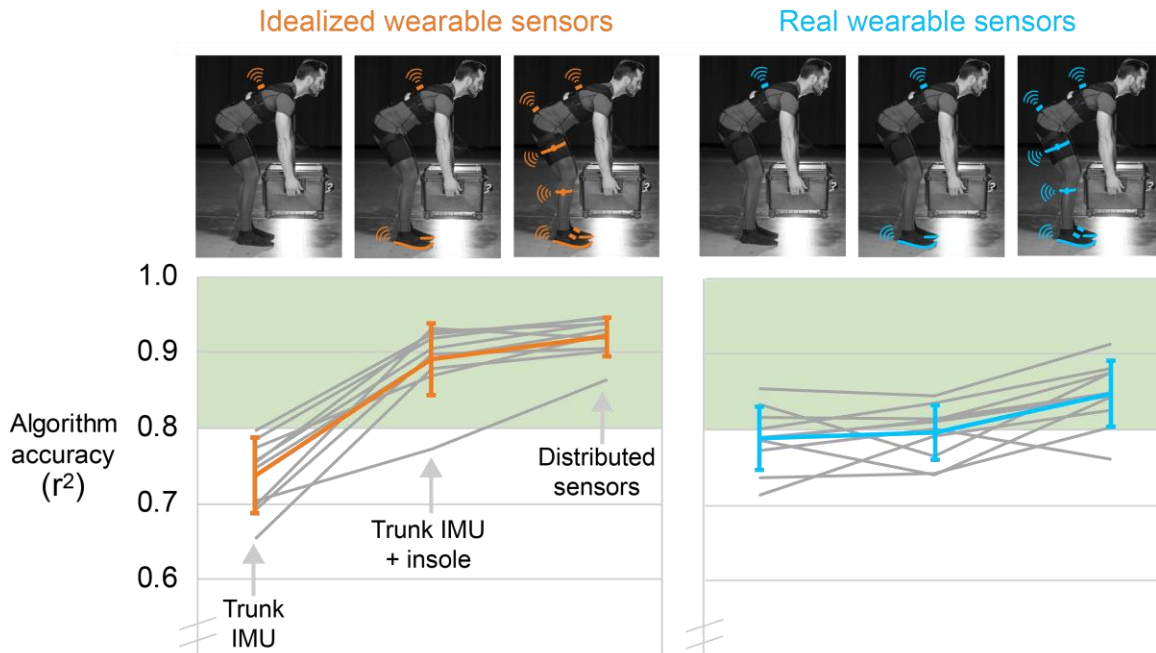 Idealized wearable sensors
Real wearable sensors
1.0
0.9
0.8
0.7
0.6
Algorithm
accuracy
(r²)
Trunk
IMU
Trunk IMU
+ insole
Distributed
sensors